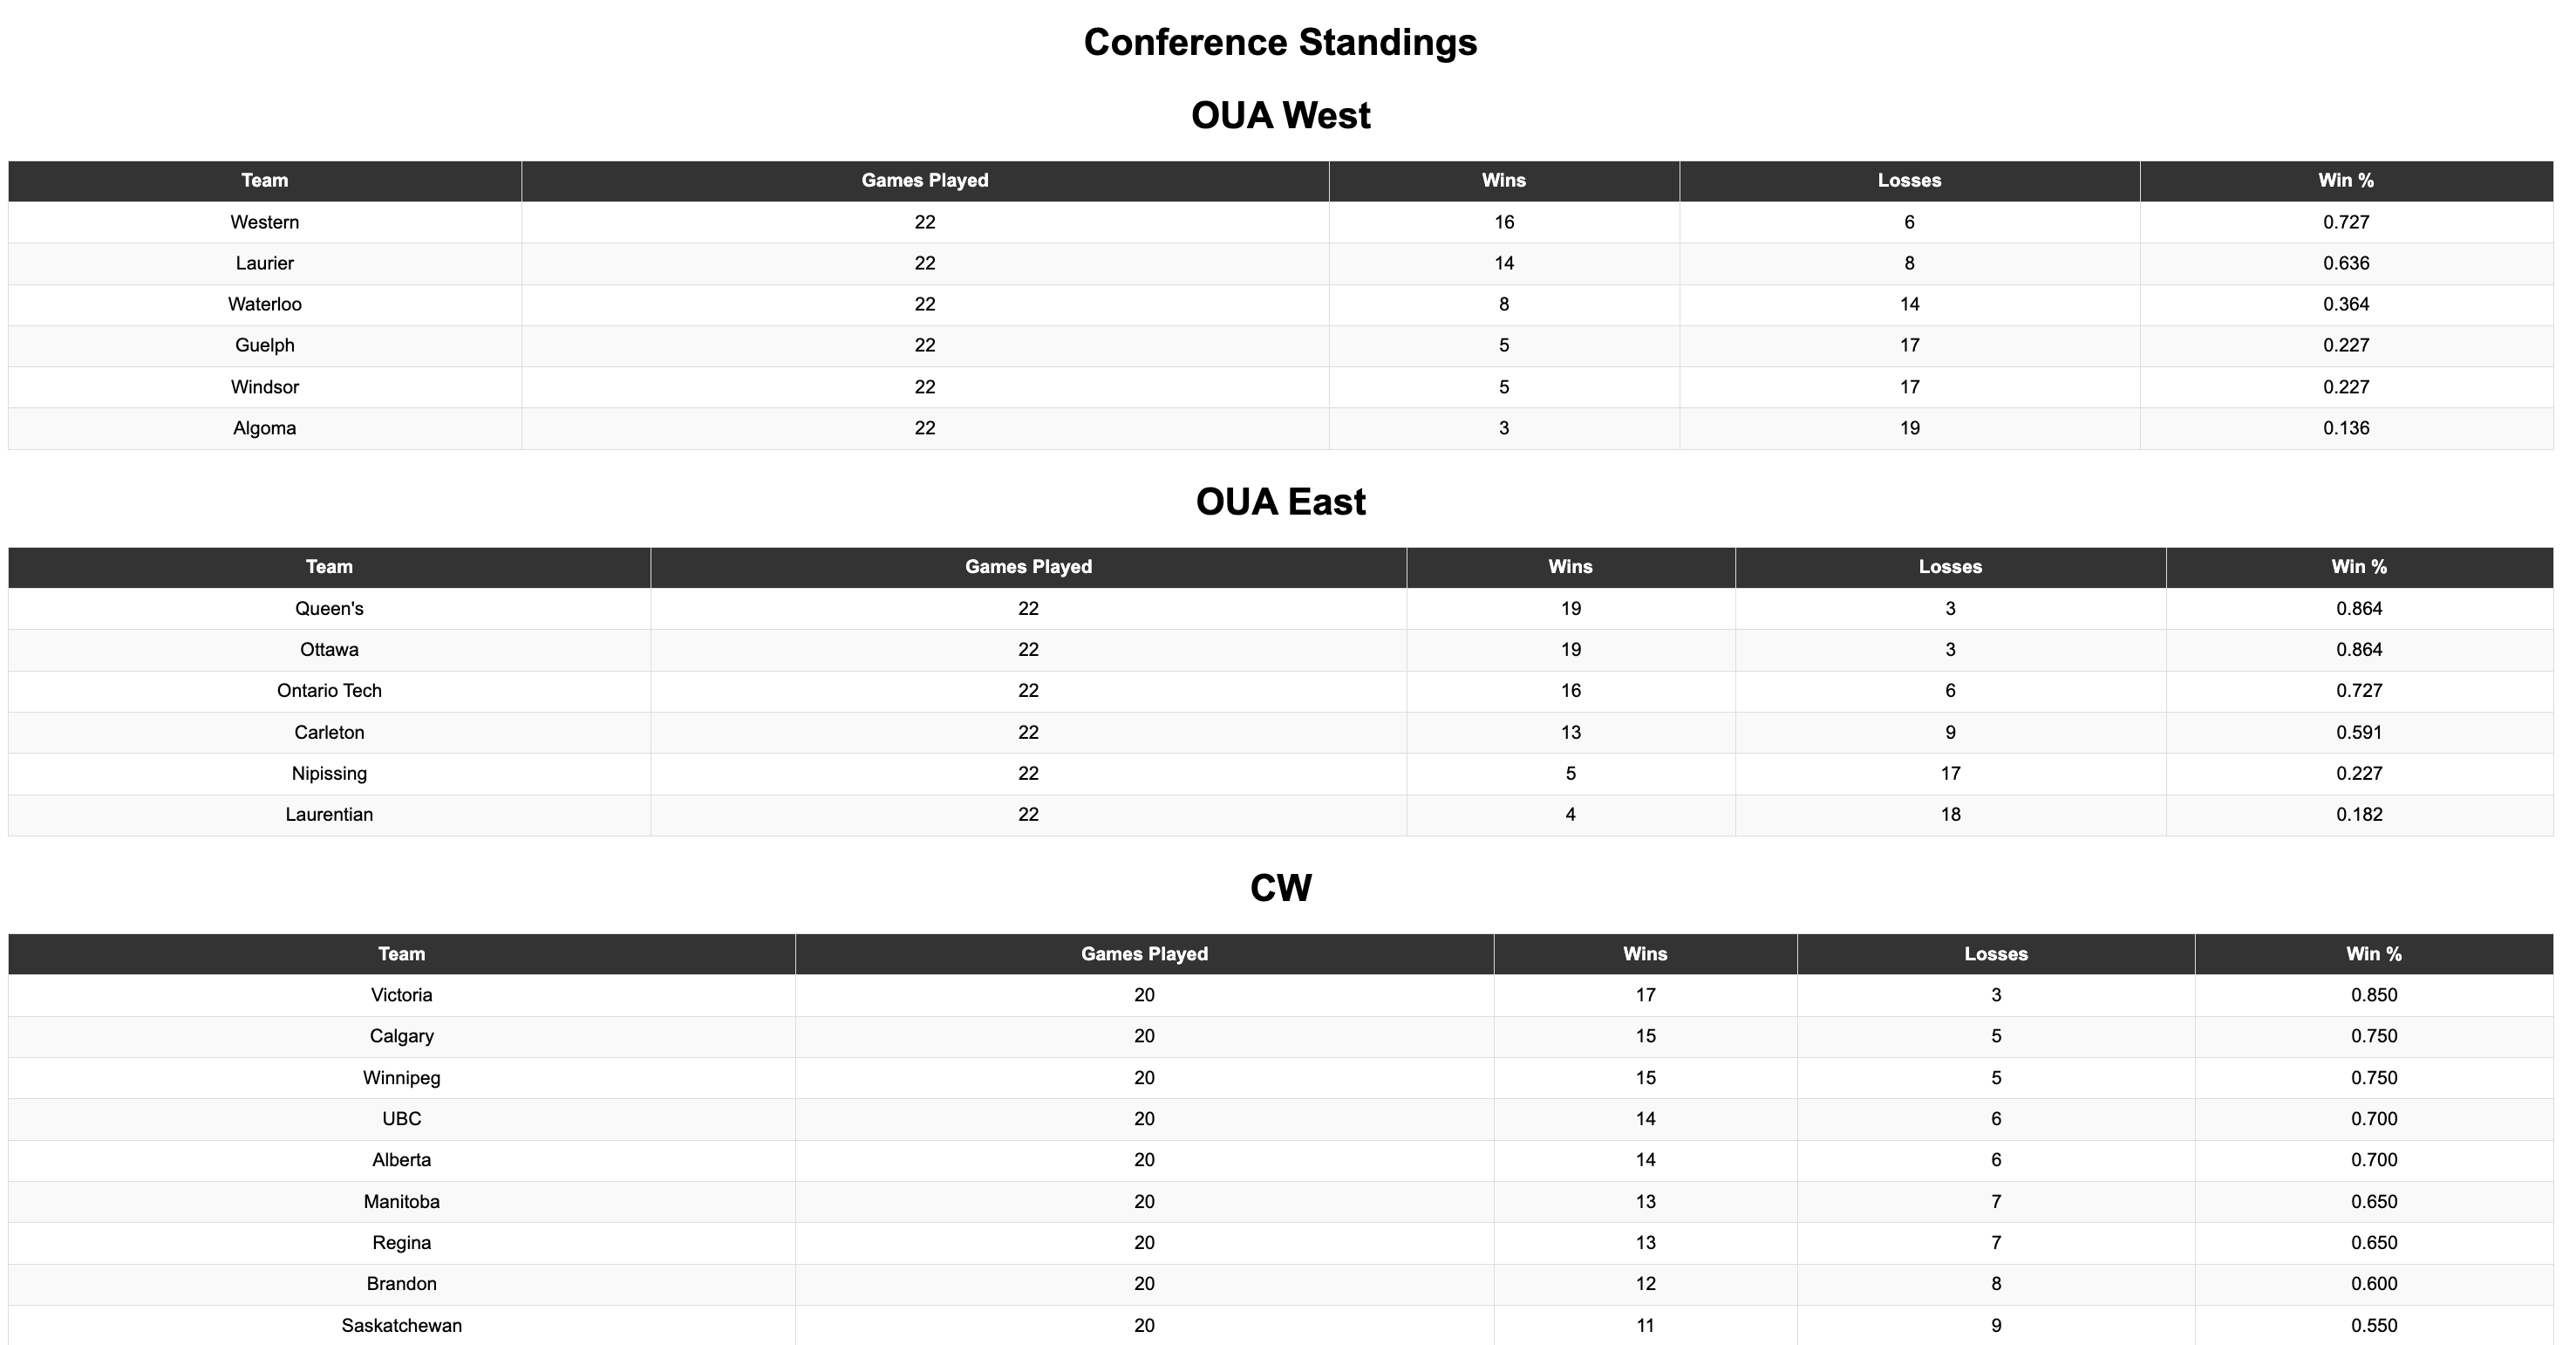 Conference Standings
OUA West
Team Games Played Wins Losses Win %
Western 22 16 6 0.727
Laurier 22 14 8 0.636
Waterloo 22 8 14 0.364
Guelph 22 5 17 0.227
Windsor 22 5 17 0.227
Algoma 22 3 19 0.136
OUA East
Team Games Played Wins Losses Win %
Queen's 22 19 3 0.864
Ottawa 22 19 3 0.864
Ontario Tech 22 16 6 0.727
Carleton 22 13 9 0.591
Nipissing 22 5 17 0.227
Laurentian 22 4 18 0.182
CW
Team Games Played Wins Losses Win %
Victoria 20 17 3 0.850
Calgary 20 15 5 0.750
Winnipeg 20 15 5 0.750
UBC 20 14 6 0.700
Alberta 20 14 6 0.700
Manitoba 20 13 7 0.650
Regina 20 13 7 0.650
Brandon 20 12 8 0.600
Saskatchewan 20 11 9 0.550